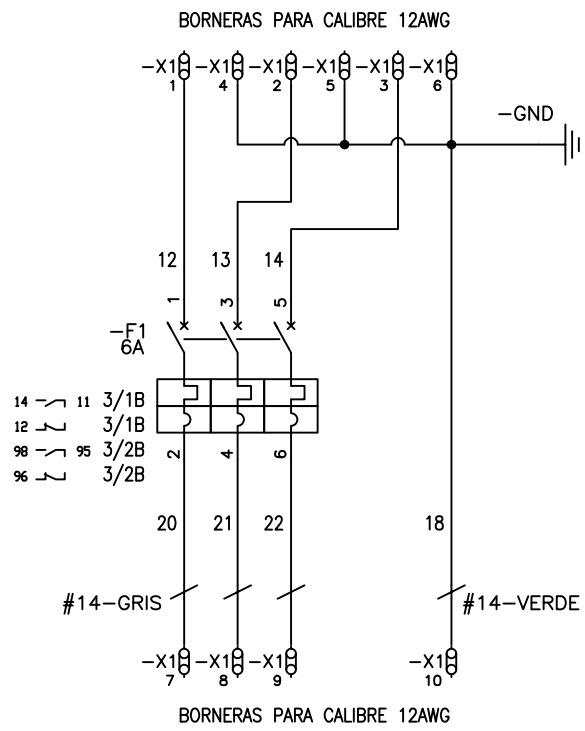 BORNERAS PARA CALIBRE 12AWG
-X1 -X1 -X1 -X1 -X1 -X1
1 4 2 5 3 6
-GND
12 13 14
1 3 5
-F1
6A
14 11 3/1B
12 3/1B
98 95 3/2B
96 3/2B
2 4 6
20 21 22 18
#14-GRIS #14-VERDE
-X1 -X1 -X1 -X1
7 8 9 10
BORNERAS PARA CALIBRE 12AWG